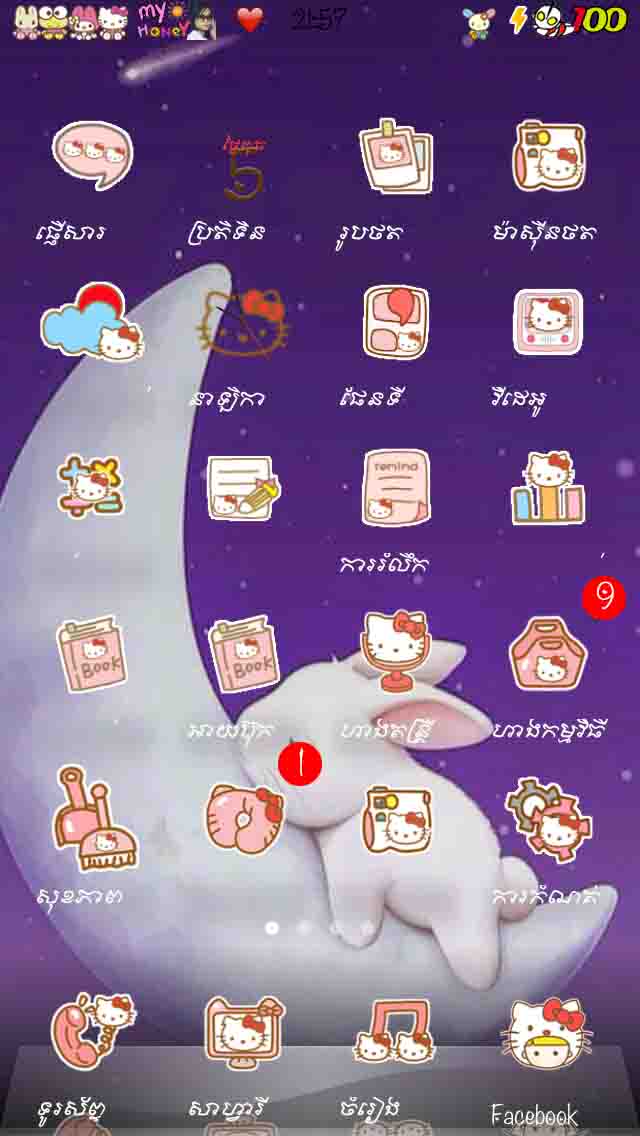 my
HONEY
21:57
100
5
ផ្ញើសារ
ប្រតិទិន
រូបថត
ម៉ាស៊ីនថត
នាឡិកា
ផែនទី
វីដេអូ
remind
ការរំលឹក
9
Book
Book
អាយប៊ុក
ហាងតន្ត្រី
ហាងកម្មវិធី
1
សុខភាព
ការកំណត់
ទូរស័ព្ទ
សាហ្វារី
ចំរៀង
Facebook